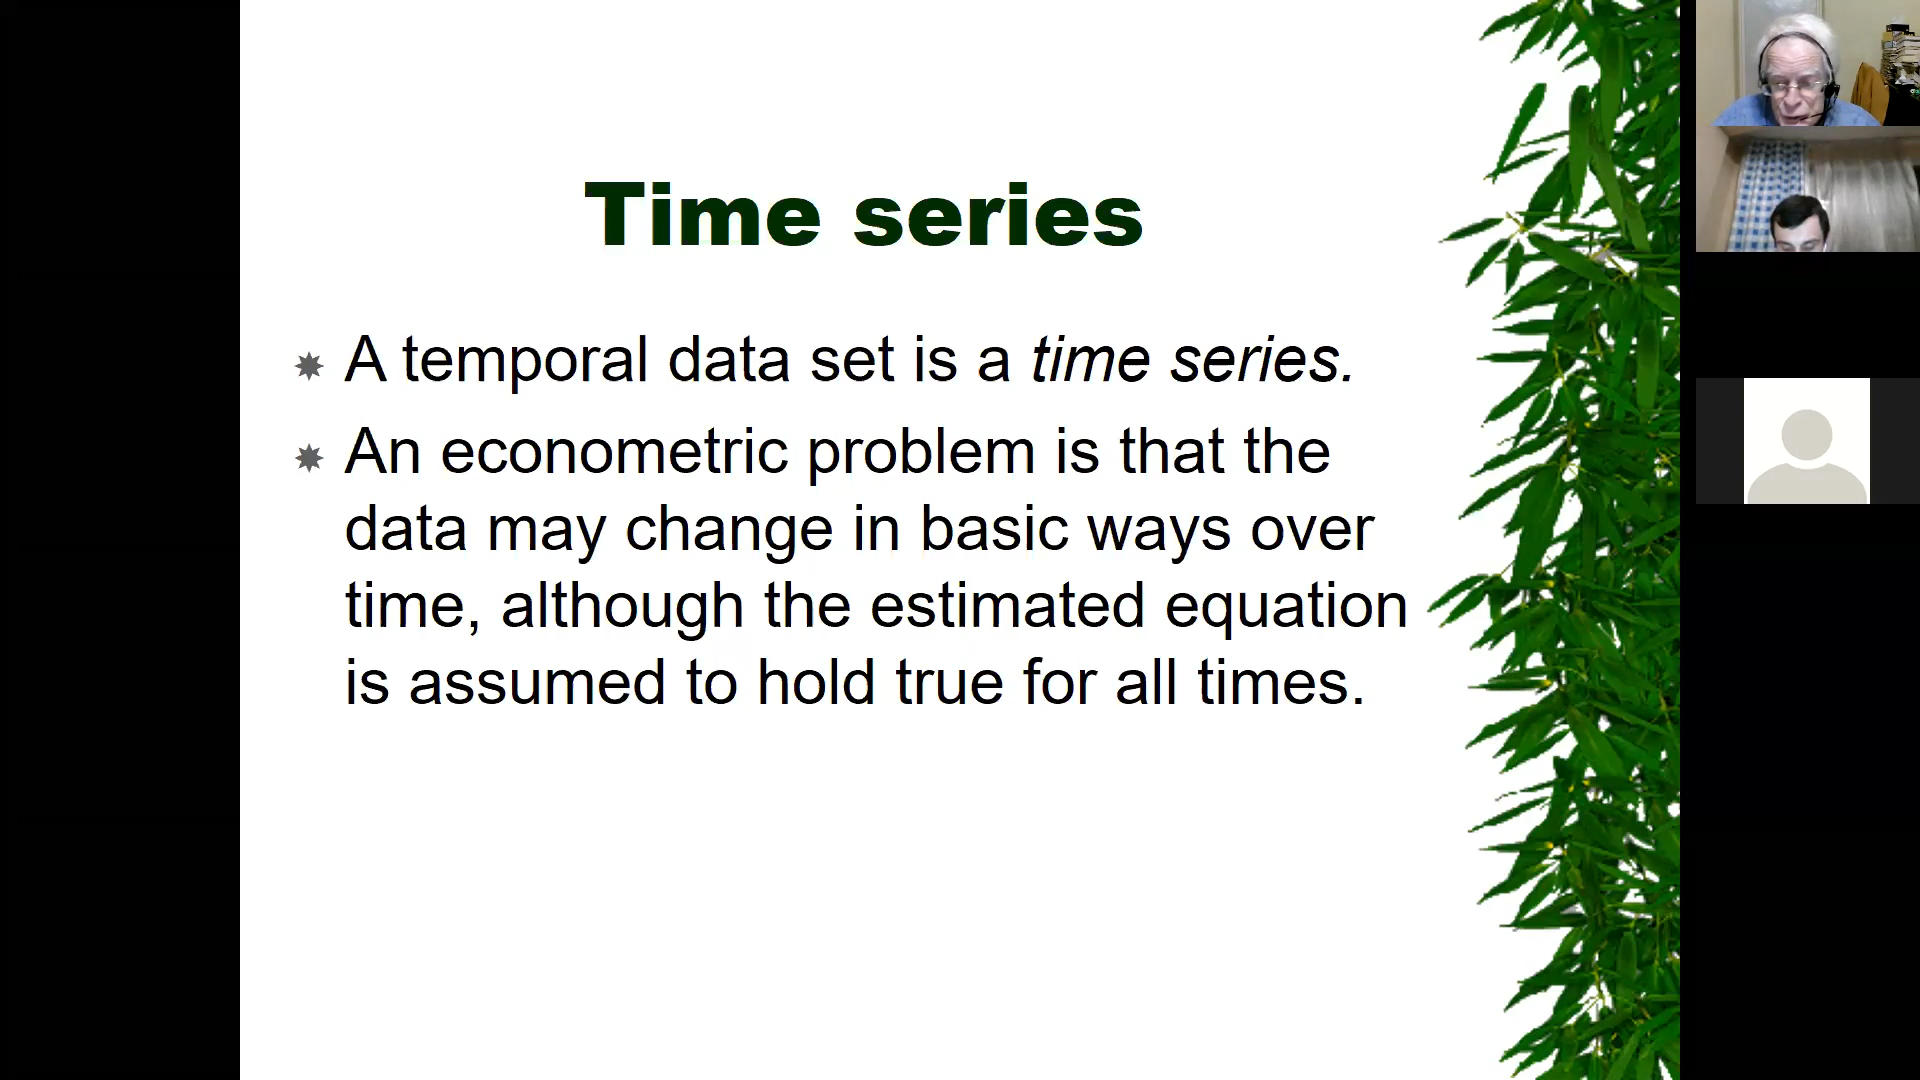 Time series
A temporal data set is a time series.
An econometric problem is that the
data may change in basic ways over
time, although the estimated equation
is assumed to hold true for all times.